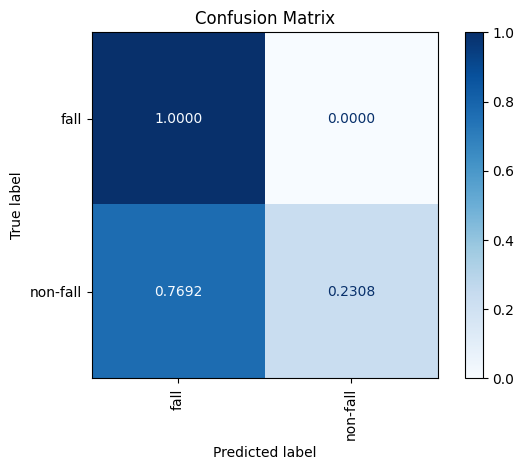 Confusion Matrix
1.0
fall
1.0000
0.0000
0.8
0.6
True label
0.4
non-fall
0.7692
0.2308
0.2
0.0
fall
non-fall
Predicted label